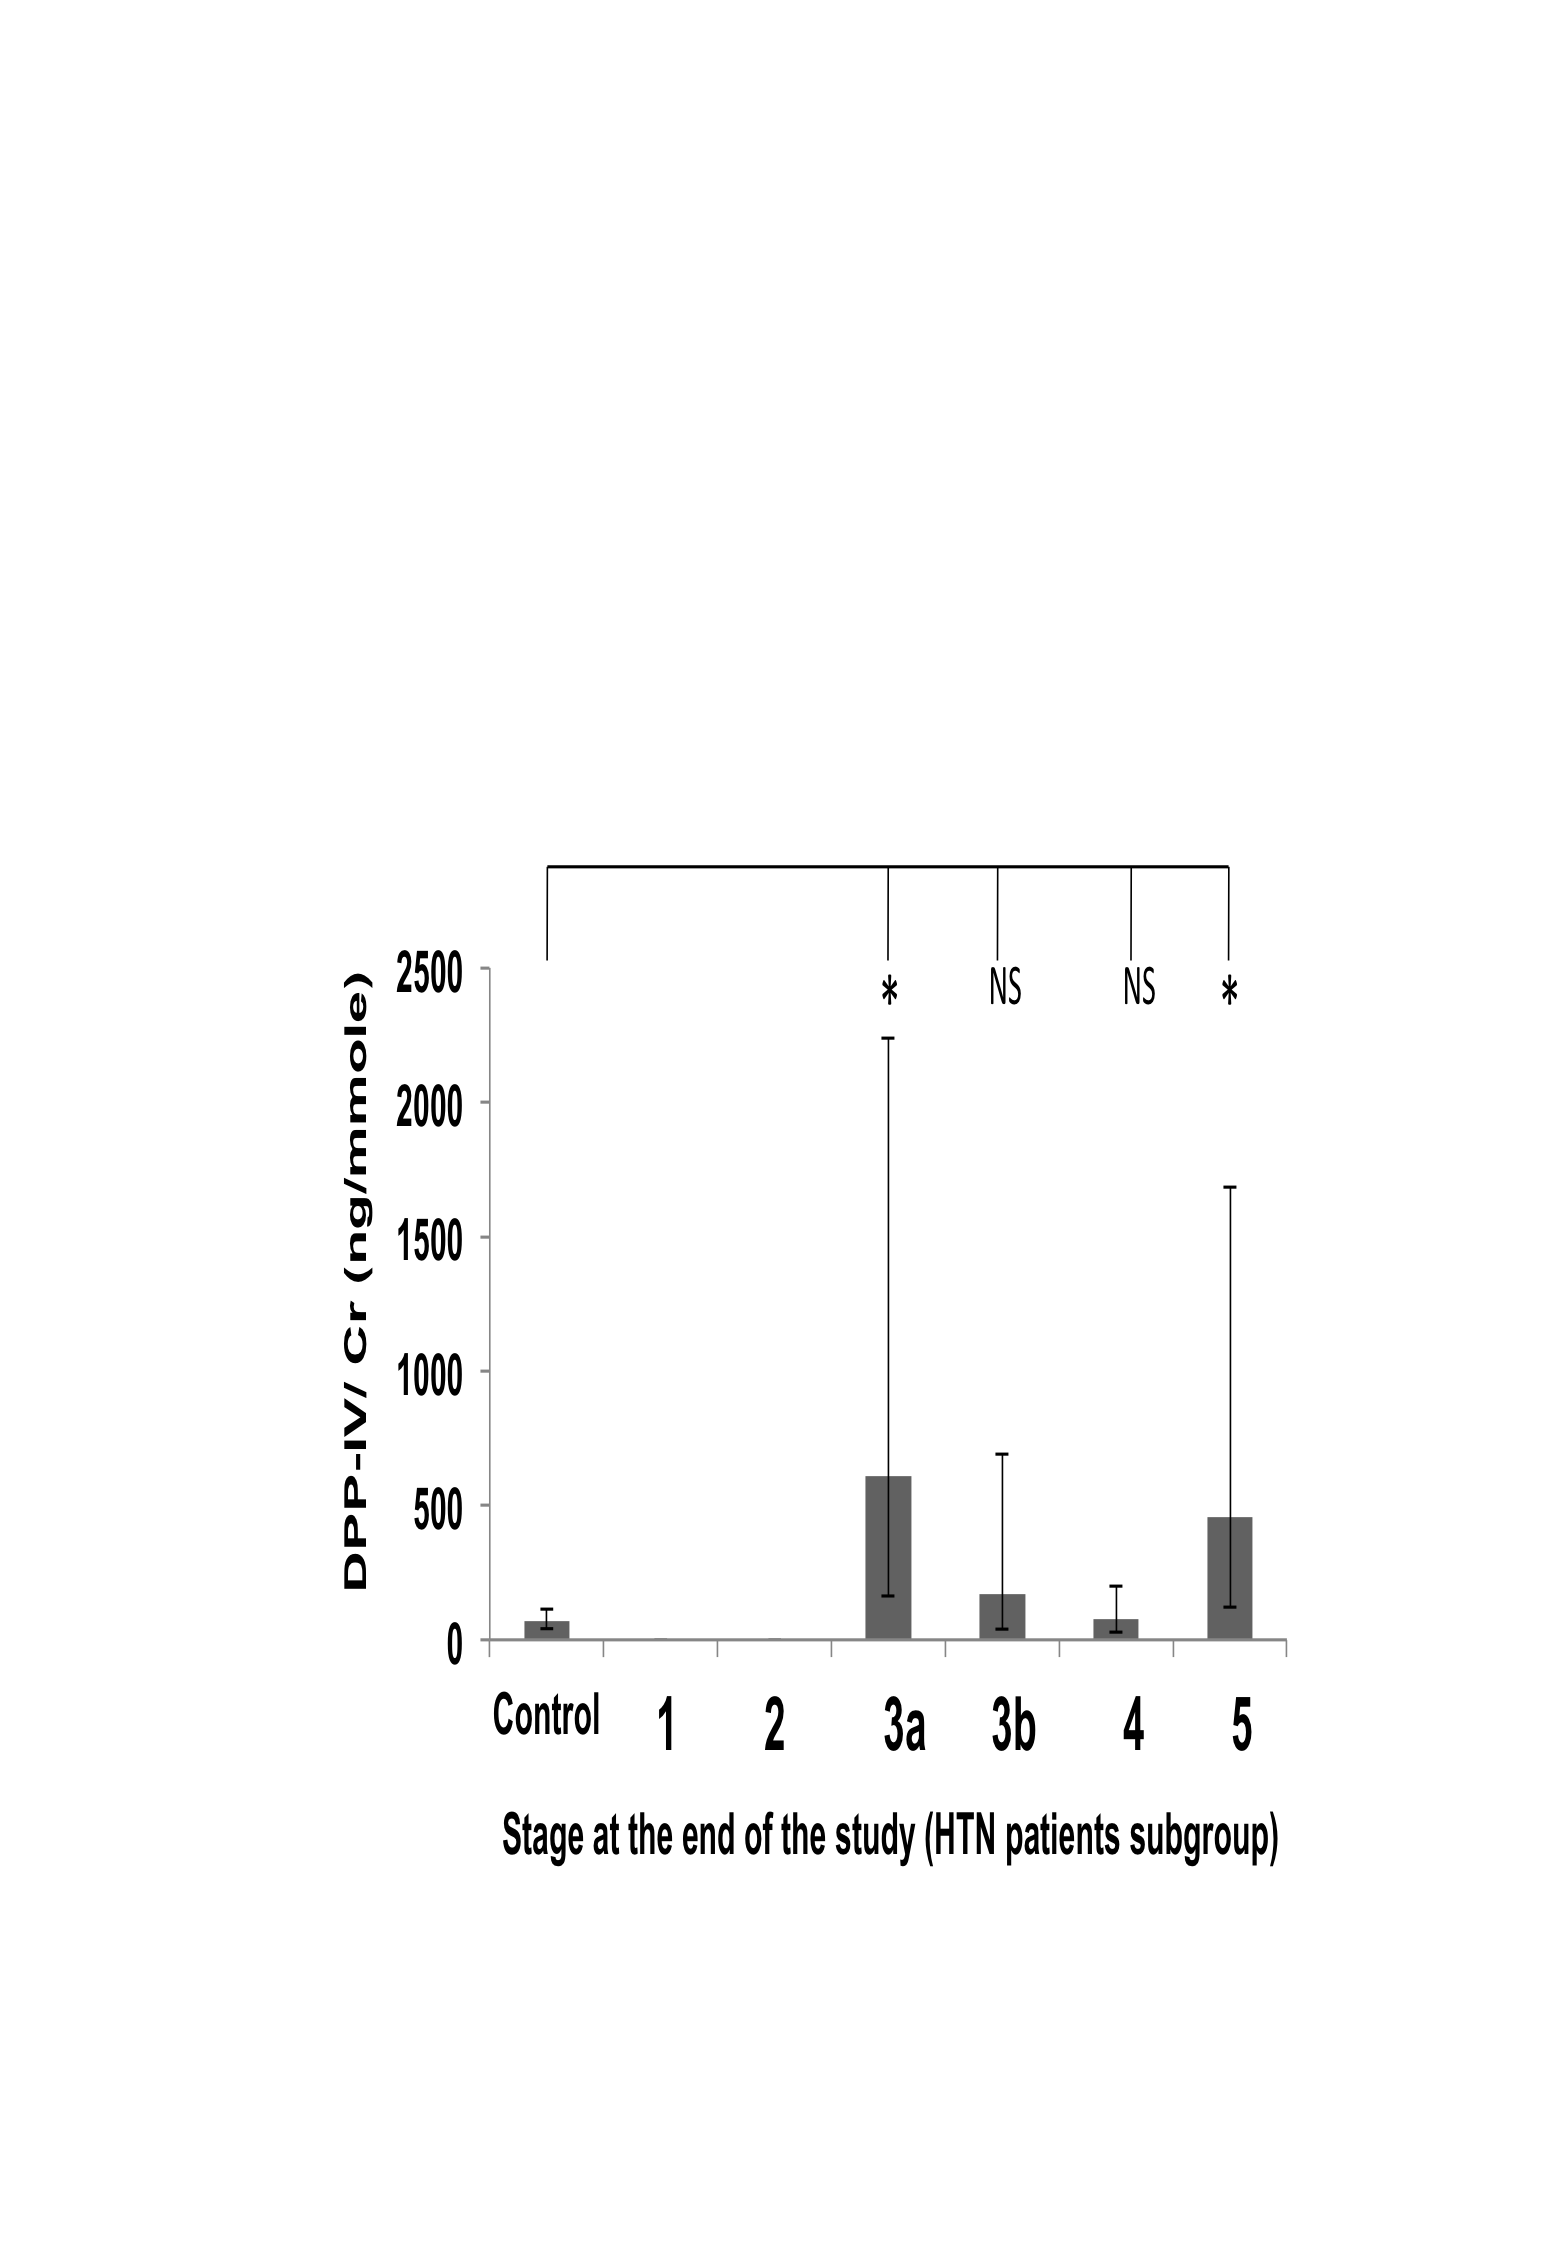 2500
2000
1500
1000
500
0
DPP-IV/ Cr (ng/mmole)
* NS NS *
Control 1 2 3a 3b 4 5
Stage at the end of the study (HTN patients subgroup)